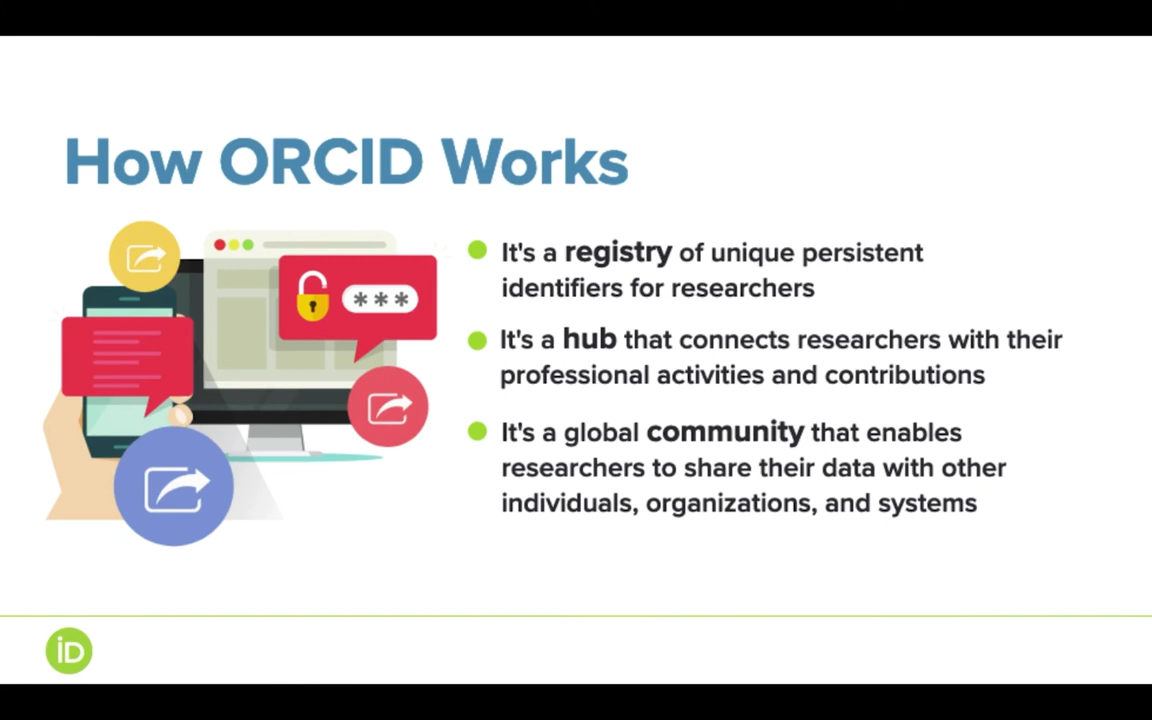 How ORCID Works
It's a registry of unique persistent
identifiers for researchers
It's a hub that connects researchers with their
professional activities and contributions
It's a global community that enables
researchers to share their data with other
individuals, organizations, and systems
***
iD